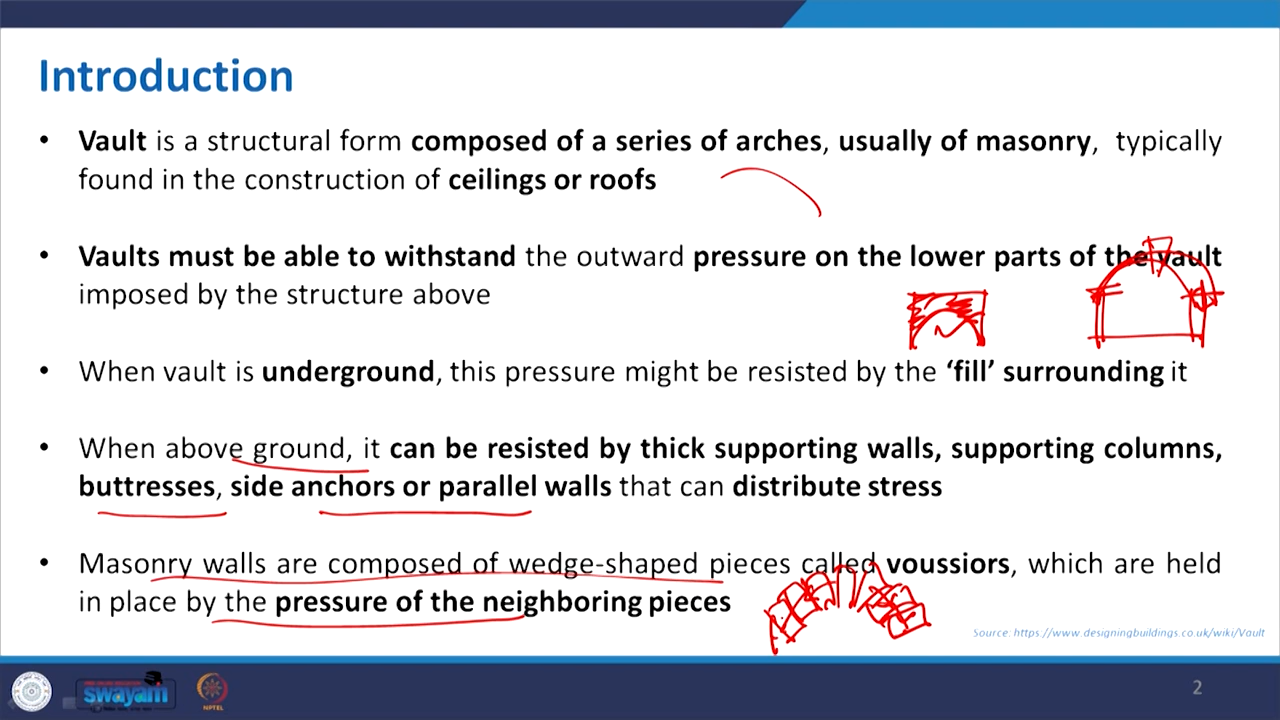 Introduction
• Vault is a structural form composed of a series of arches, usually of masonry, typically
found in the construction of ceilings or roofs
• Vaults must be able to withstand the outward pressure on the lower parts of the vault
imposed by the structure above
• When vault is underground, this pressure might be resisted by the ‘fill’ surrounding it
• When above ground, it can be resisted by thick supporting walls, supporting columns,
buttresses, side anchors or parallel walls that can distribute stress
• Masonry walls are composed of wedge-shaped pieces called voussiors, which are held
in place by the pressure of the neighboring pieces
Source: https://www.designingbuildings.co.uk/wiki/Vault
swayam
NPTEL
2